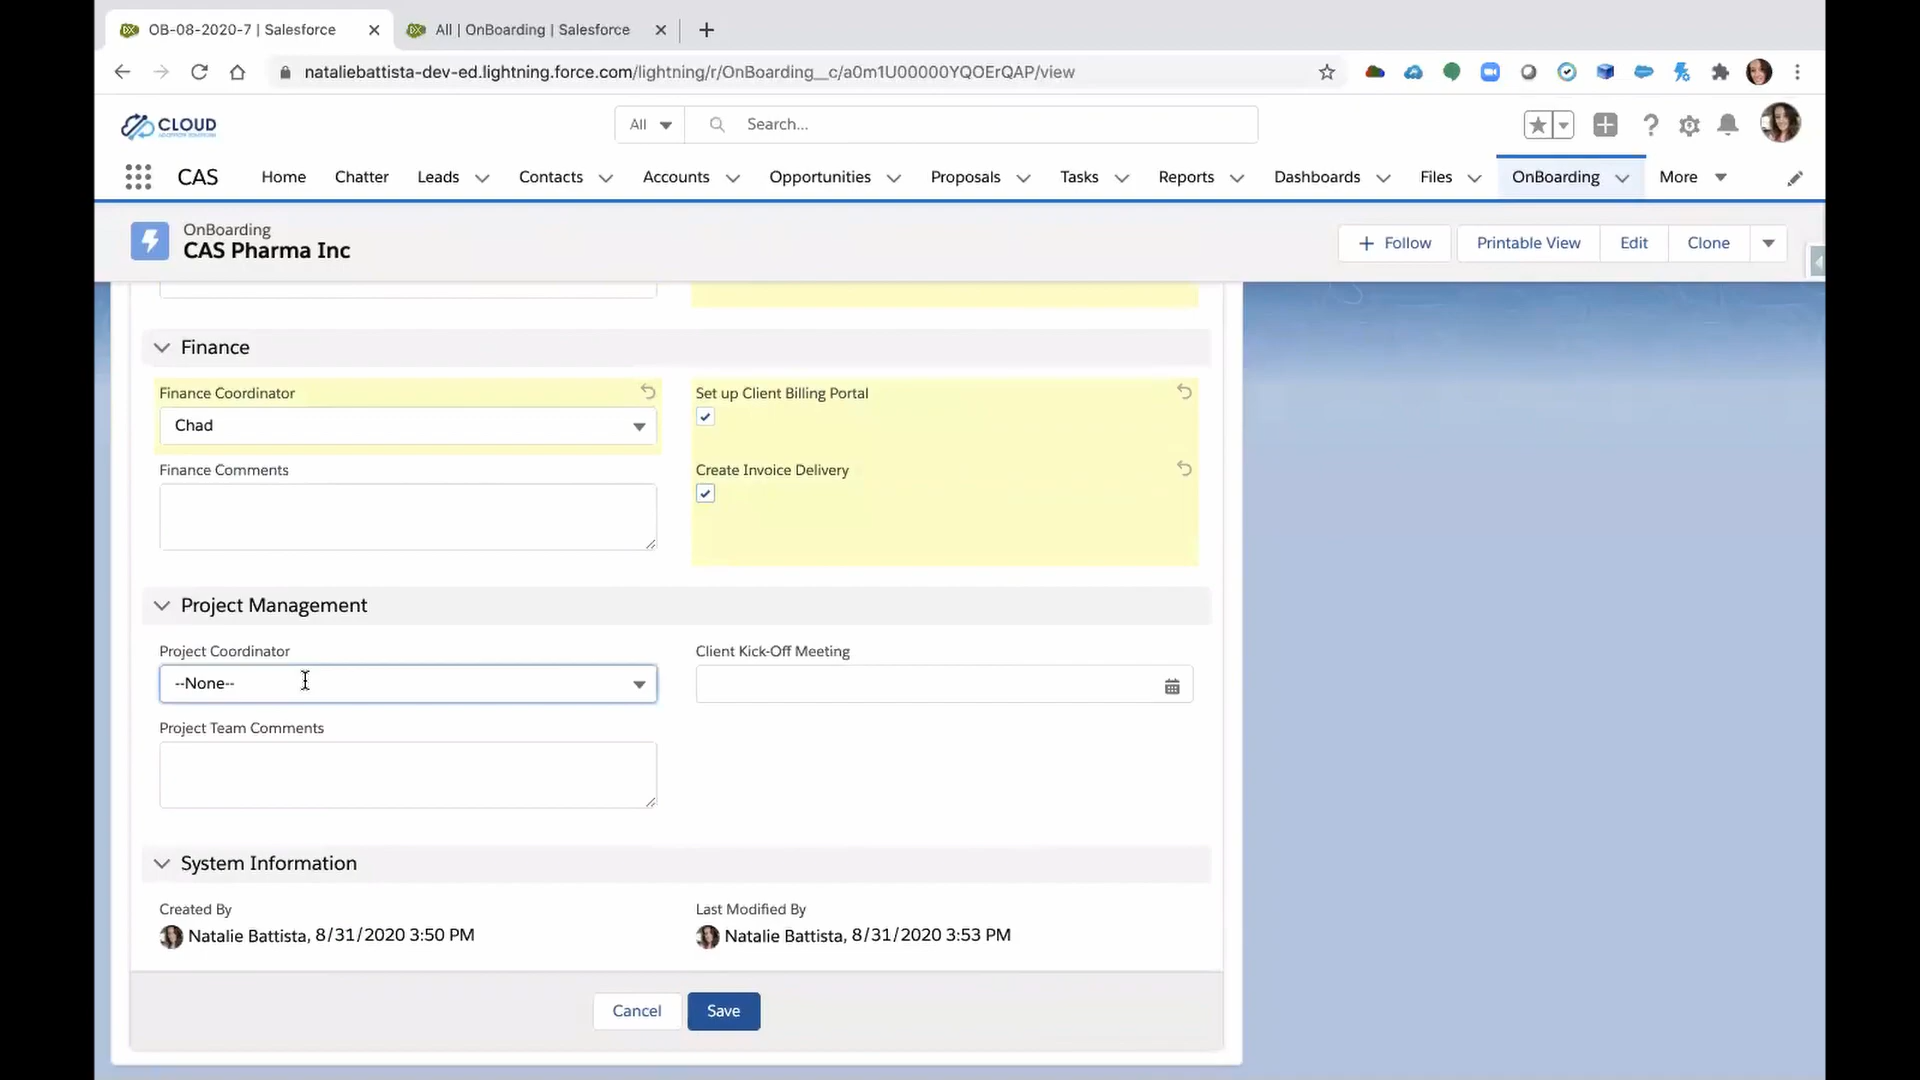 OB-08-2020-7 | Salesforce
All | OnBoarding | Salesforce
nataliebattista-dev-ed.lightning.force.com/lightning/r/OnBoarding__c/a0m1U00000YQOErQAP/view
CLOUD
All
Search...
CAS
Home
Chatter
Leads
Contacts
Accounts
Opportunities
Proposals
Tasks
Reports
Dashboards
Files
OnBoarding
More
OnBoarding
CAS Pharma Inc
Follow
Printable View
Edit
Clone
Finance
Finance Coordinator
Chad
Set up Client Billing Portal
Finance Comments
Create Invoice Delivery
Project Management
Project Coordinator
--None--
Client Kick-Off Meeting
Project Team Comments
System Information
Created By
Natalie Battista, 8/31/2020 3:50 PM
Last Modified By
Natalie Battista, 8/31/2020 3:53 PM
Cancel
Save